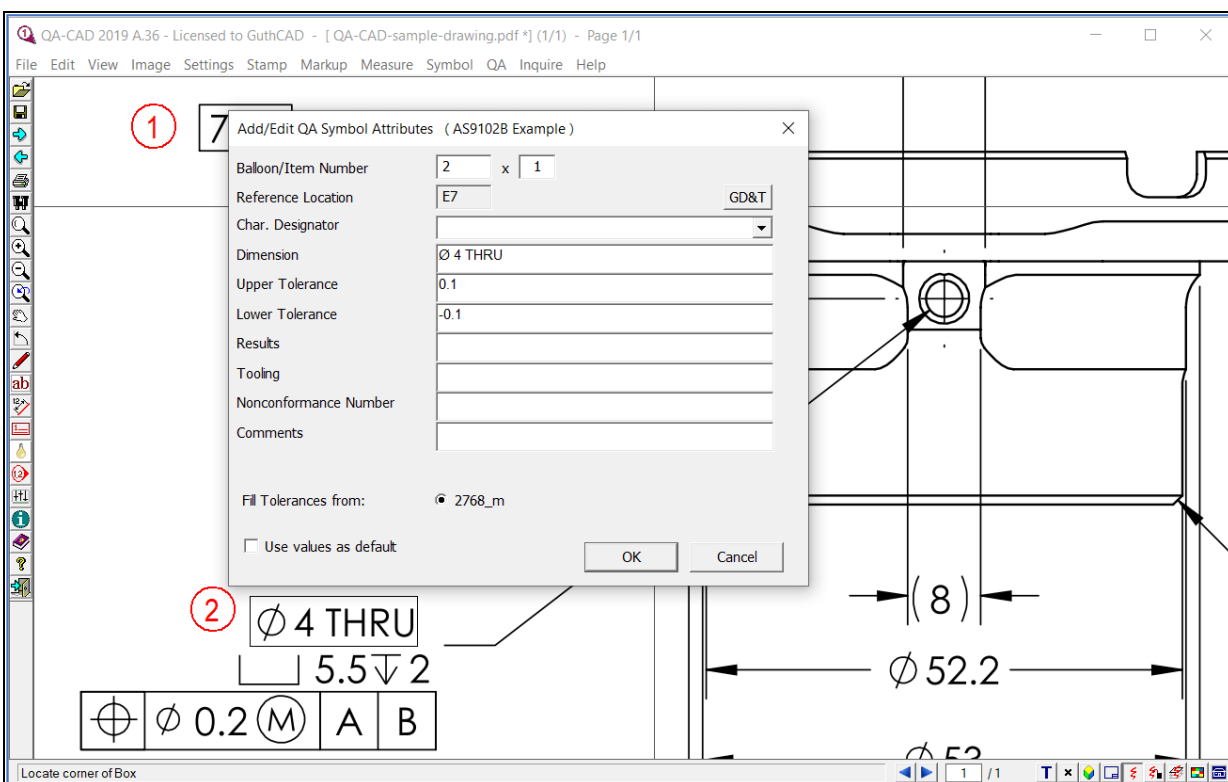 QA-CAD 2019 A.36 - Licensed to GuthCAD - [ QA-CAD-sample-drawing.pdf *] (1/1) - Page 1/1
File Edit View Image Settings Stamp Markup Measure Symbol QA Inquire Help
1
7
Add/Edit QA Symbol Attributes ( AS9102B Example )
Balloon/Item Number 2 x 1
Reference Location E7 GD&T
Char. Designator
Dimension Ø 4 THRU
Upper Tolerance 0.1
Lower Tolerance -0.1
Results
Tooling
Nonconformance Number
Comments
Fill Tolerances from: 2768_m
Use values as default
OK Cancel
2
Ø 4 THRU
⌴ 5.5 ↧ 2
⌖ Ø 0.2 Ⓜ A B
(8)
Ø 52.2
Ø 53
ab
12
Locate corner of Box
1 /1 T